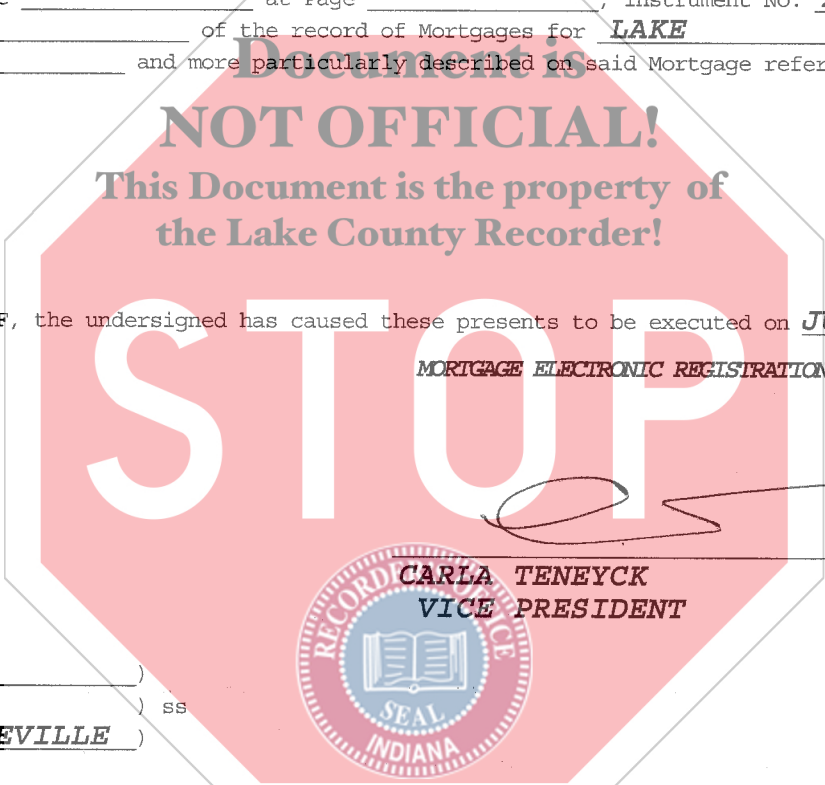 at Page , Instrument No.
of the record of Mortgages for LAKE
and more particularly described on said Mortgage refer
Document is
NOT OFFICIAL!
This Document is the property of
the Lake County Recorder!
F, the undersigned has caused these presents to be executed on JU
MORTGAGE ELECTRONIC REGISTRATION
STOP
CARLA TENEYCK
VICE PRESIDENT
RECORDER'S OFFICE
SEAL
INDIANA
)
) ss
EVILLE )